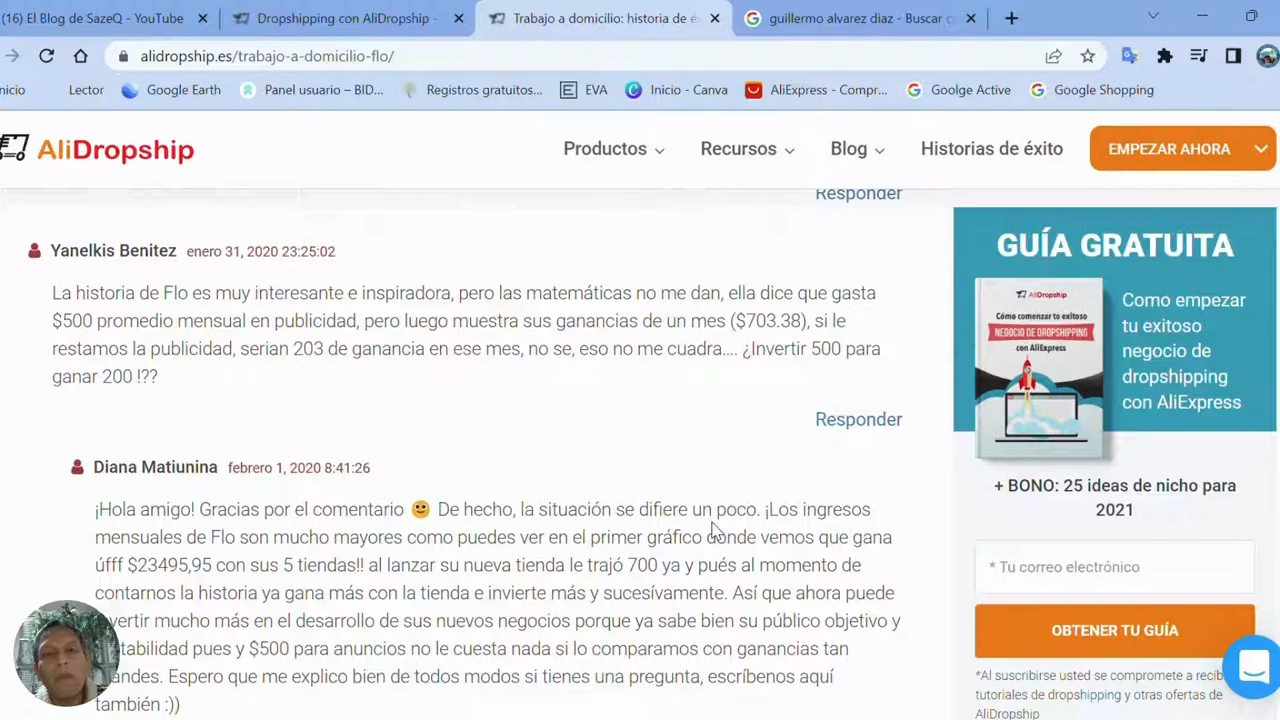 (16) El Blog de SazeQ - YouTube
Dropshipping con AliDropship -
Trabajo a domicilio: historia de é
guillermo alvarez diaz - Buscar c
alidropship.es/trabajo-a-domicilio-flo/
nicio
Lector
Google Earth
Panel usuario – BID...
Registros gratuitos...
EVA
Inicio - Canva
AliExpress - Compr...
Goolge Active
Google Shopping
AliDropship
Productos
Recursos
Blog
Historias de éxito
EMPEZAR AHORA
Responder
Yanelkis Benitez enero 31, 2020 23:25:02
La historia de Flo es muy interesante e inspiradora, pero las matemáticas no me dan, ella dice que gasta
$500 promedio mensual en publicidad, pero luego muestra sus ganancias de un mes ($703.38), si le
restamos la publicidad, serian 203 de ganancia en ese mes, no se, eso no me cuadra.... ¿Invertir 500 para
ganar 200 !??
Responder
Diana Matiunina febrero 1, 2020 8:41:26
¡Hola amigo! Gracias por el comentario 🙂 De hecho, la situación se difiere un poco. ¡Los ingresos
mensuales de Flo son mucho mayores como puedes ver en el primer gráfico donde vemos que gana
úfff $23495,95 con sus 5 tiendas!! al lanzar su nueva tienda le trajó 700 ya y pués al momento de
contarnos la historia ya gana más con la tienda e invierte más y sucesívamente. Así que ahora puede
vertir mucho más en el desarrollo de sus nuevos negocios porque ya sabe bien su público objetivo y
tabilidad pues y $500 para anuncios no le cuesta nada si lo comparamos con ganancias tan
andes. Espero que me explico bien de todos modos si tienes una pregunta, escríbenos aquí
también :))
GUÍA GRATUITA
AliDropship
Cómo comenzar tu exitoso
NEGOCIO DE DROPSHIPPING
con AliExpress
Como empezar
tu exitoso
negocio de
dropshipping
con AliExpress
+ BONO: 25 ideas de nicho para
2021
* Tu correo electrónico
OBTENER TU GUÍA
*Al suscribirse usted se compromete a recib
tutoriales de dropshipping y otras ofertas de
AliDropship